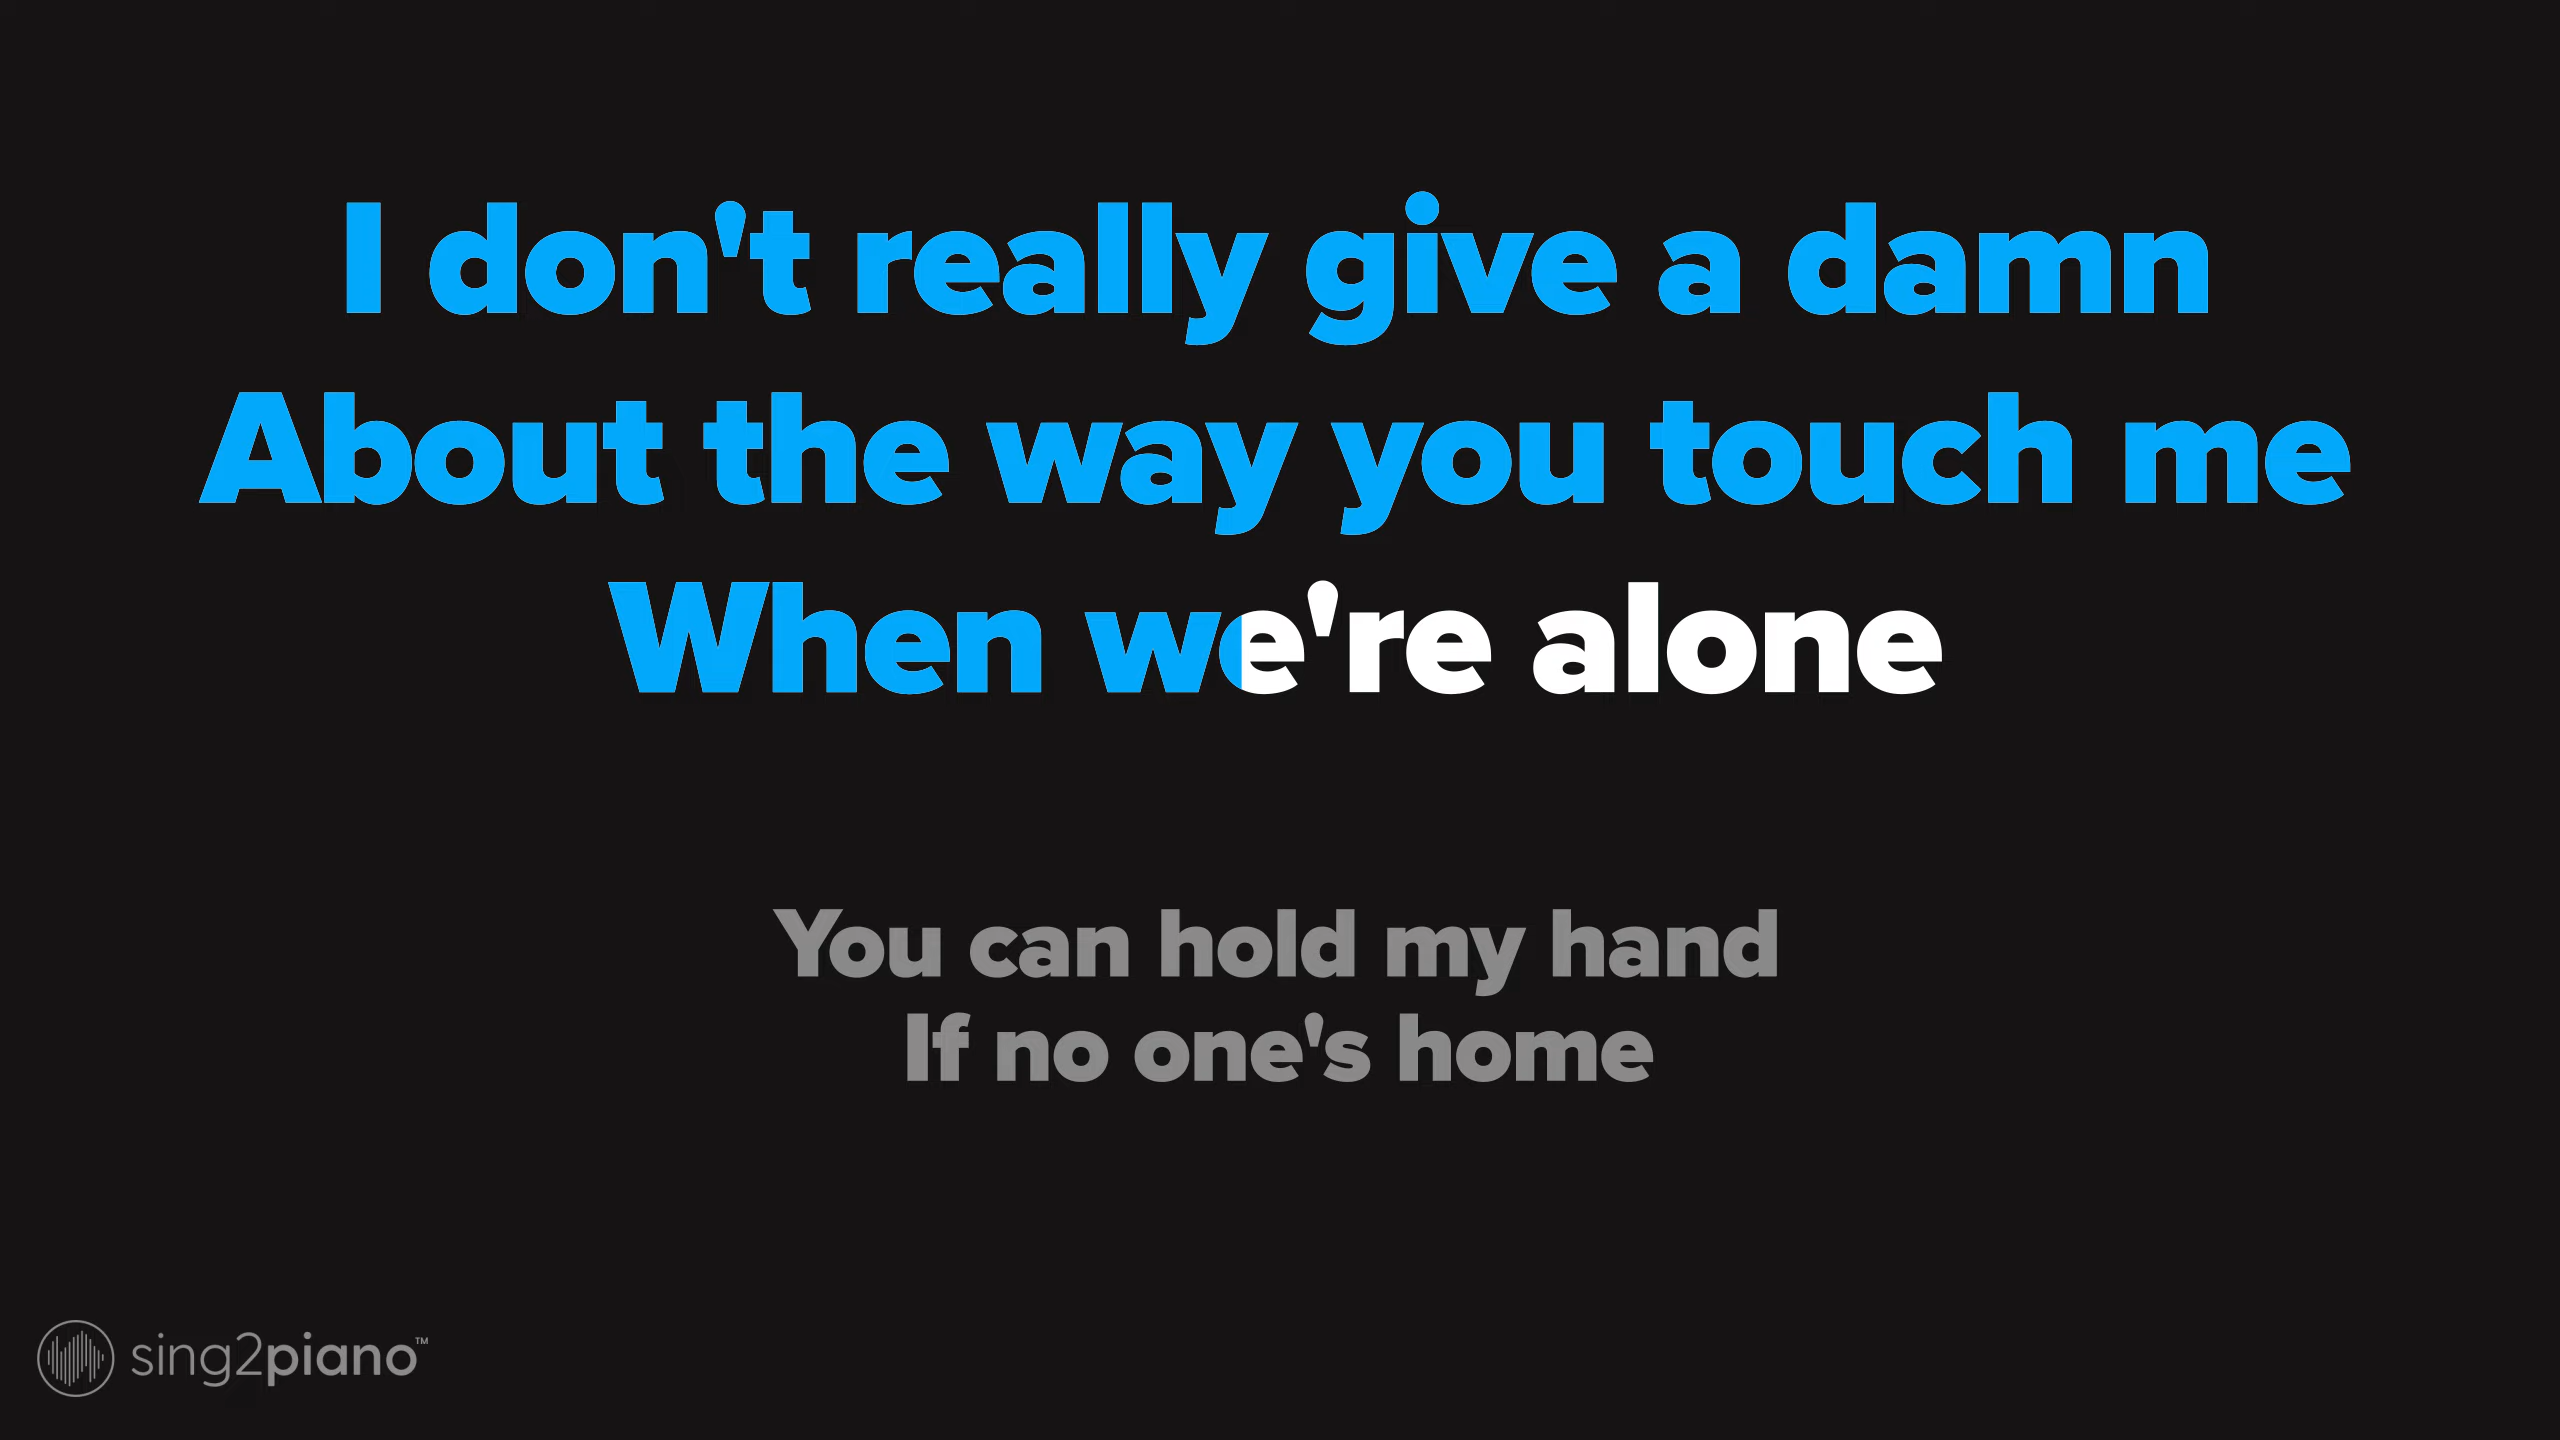 I don't really give a damn
About the way you touch me
When we're alone
You can hold my hand
If no one's home
sing2piano™